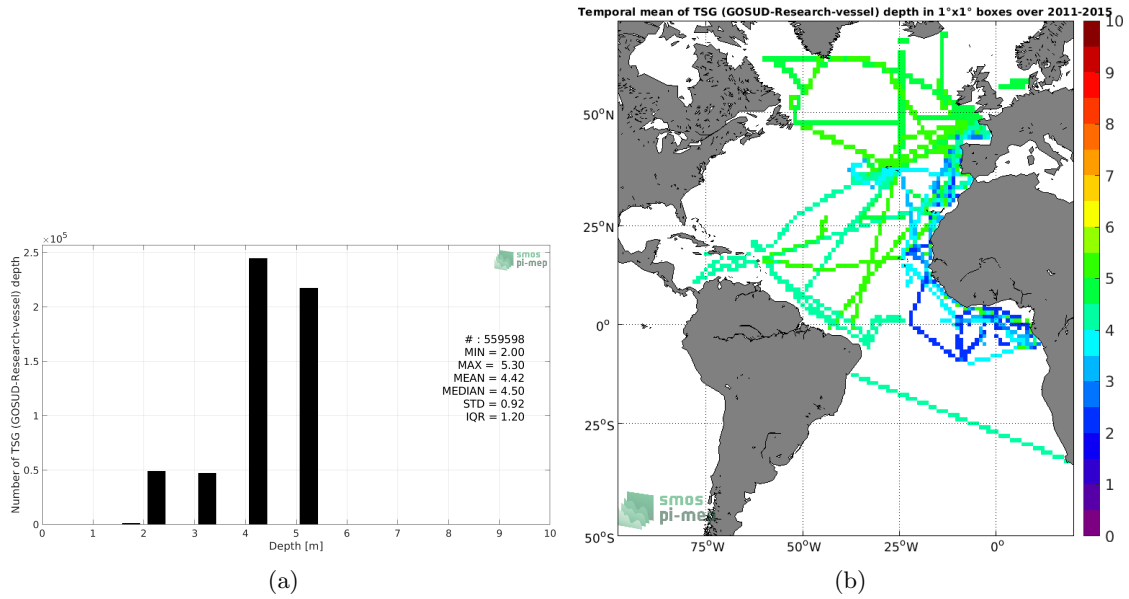 Temporal mean of TSG (GOSUD-Research-vessel) depth in 1°x1° boxes over 2011-2015
×10⁵
2.5
2
1.5
1
0.5
0
Number of TSG (GOSUD-Research-vessel) depth
smos
pi-mep
# : 559598
MIN = 2.00
MAX = 5.30
MEAN = 4.42
MEDIAN = 4.50
STD = 0.92
IQR = 1.20
0 1 2 3 4 5 6 7 8 9 10
Depth [m]
(a)
50°N
25°N
0°
25°S
50°S
75°W 50°W 25°W 0°
smos
pi-mep
10
9
8
7
6
5
4
3
2
1
0
(b)